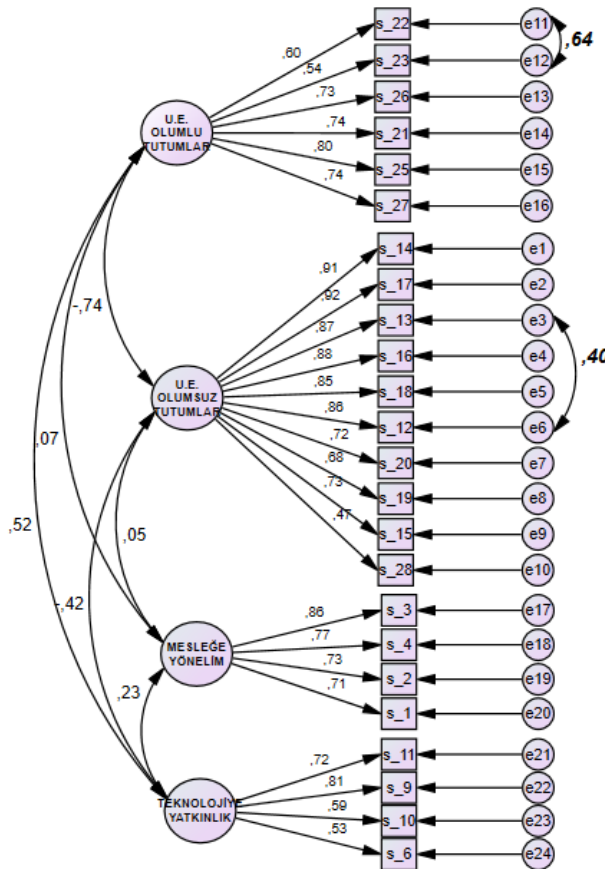 s_22
e11
,64
,60
s_23
e12
,54
s_26
e13
,73
U.E.
OLUMLU
TUTUMLAR
s_21
e14
,74
s_25
e15
,80
s_27
e16
,74
s_14
e1
,91
s_17
e2
,92
s_13
e3
,87
s_16
e4
,40
,88
U.E.
OLUMSUZ
TUTUMLAR
s_18
e5
,85
s_12
e6
,86
s_20
e7
,72
s_19
e8
,68
s_15
e9
,73
s_28
e10
,47
-,74
,07
,52
,05
-,42
,23
s_3
e17
,86
MESLEĞE
YÖNELİM
s_4
e18
,77
s_2
e19
,73
s_1
e20
,71
s_11
e21
,72
TEKNOLOJİYE
YATKINLIK
s_9
e22
,81
s_10
e23
,59
s_6
e24
,53